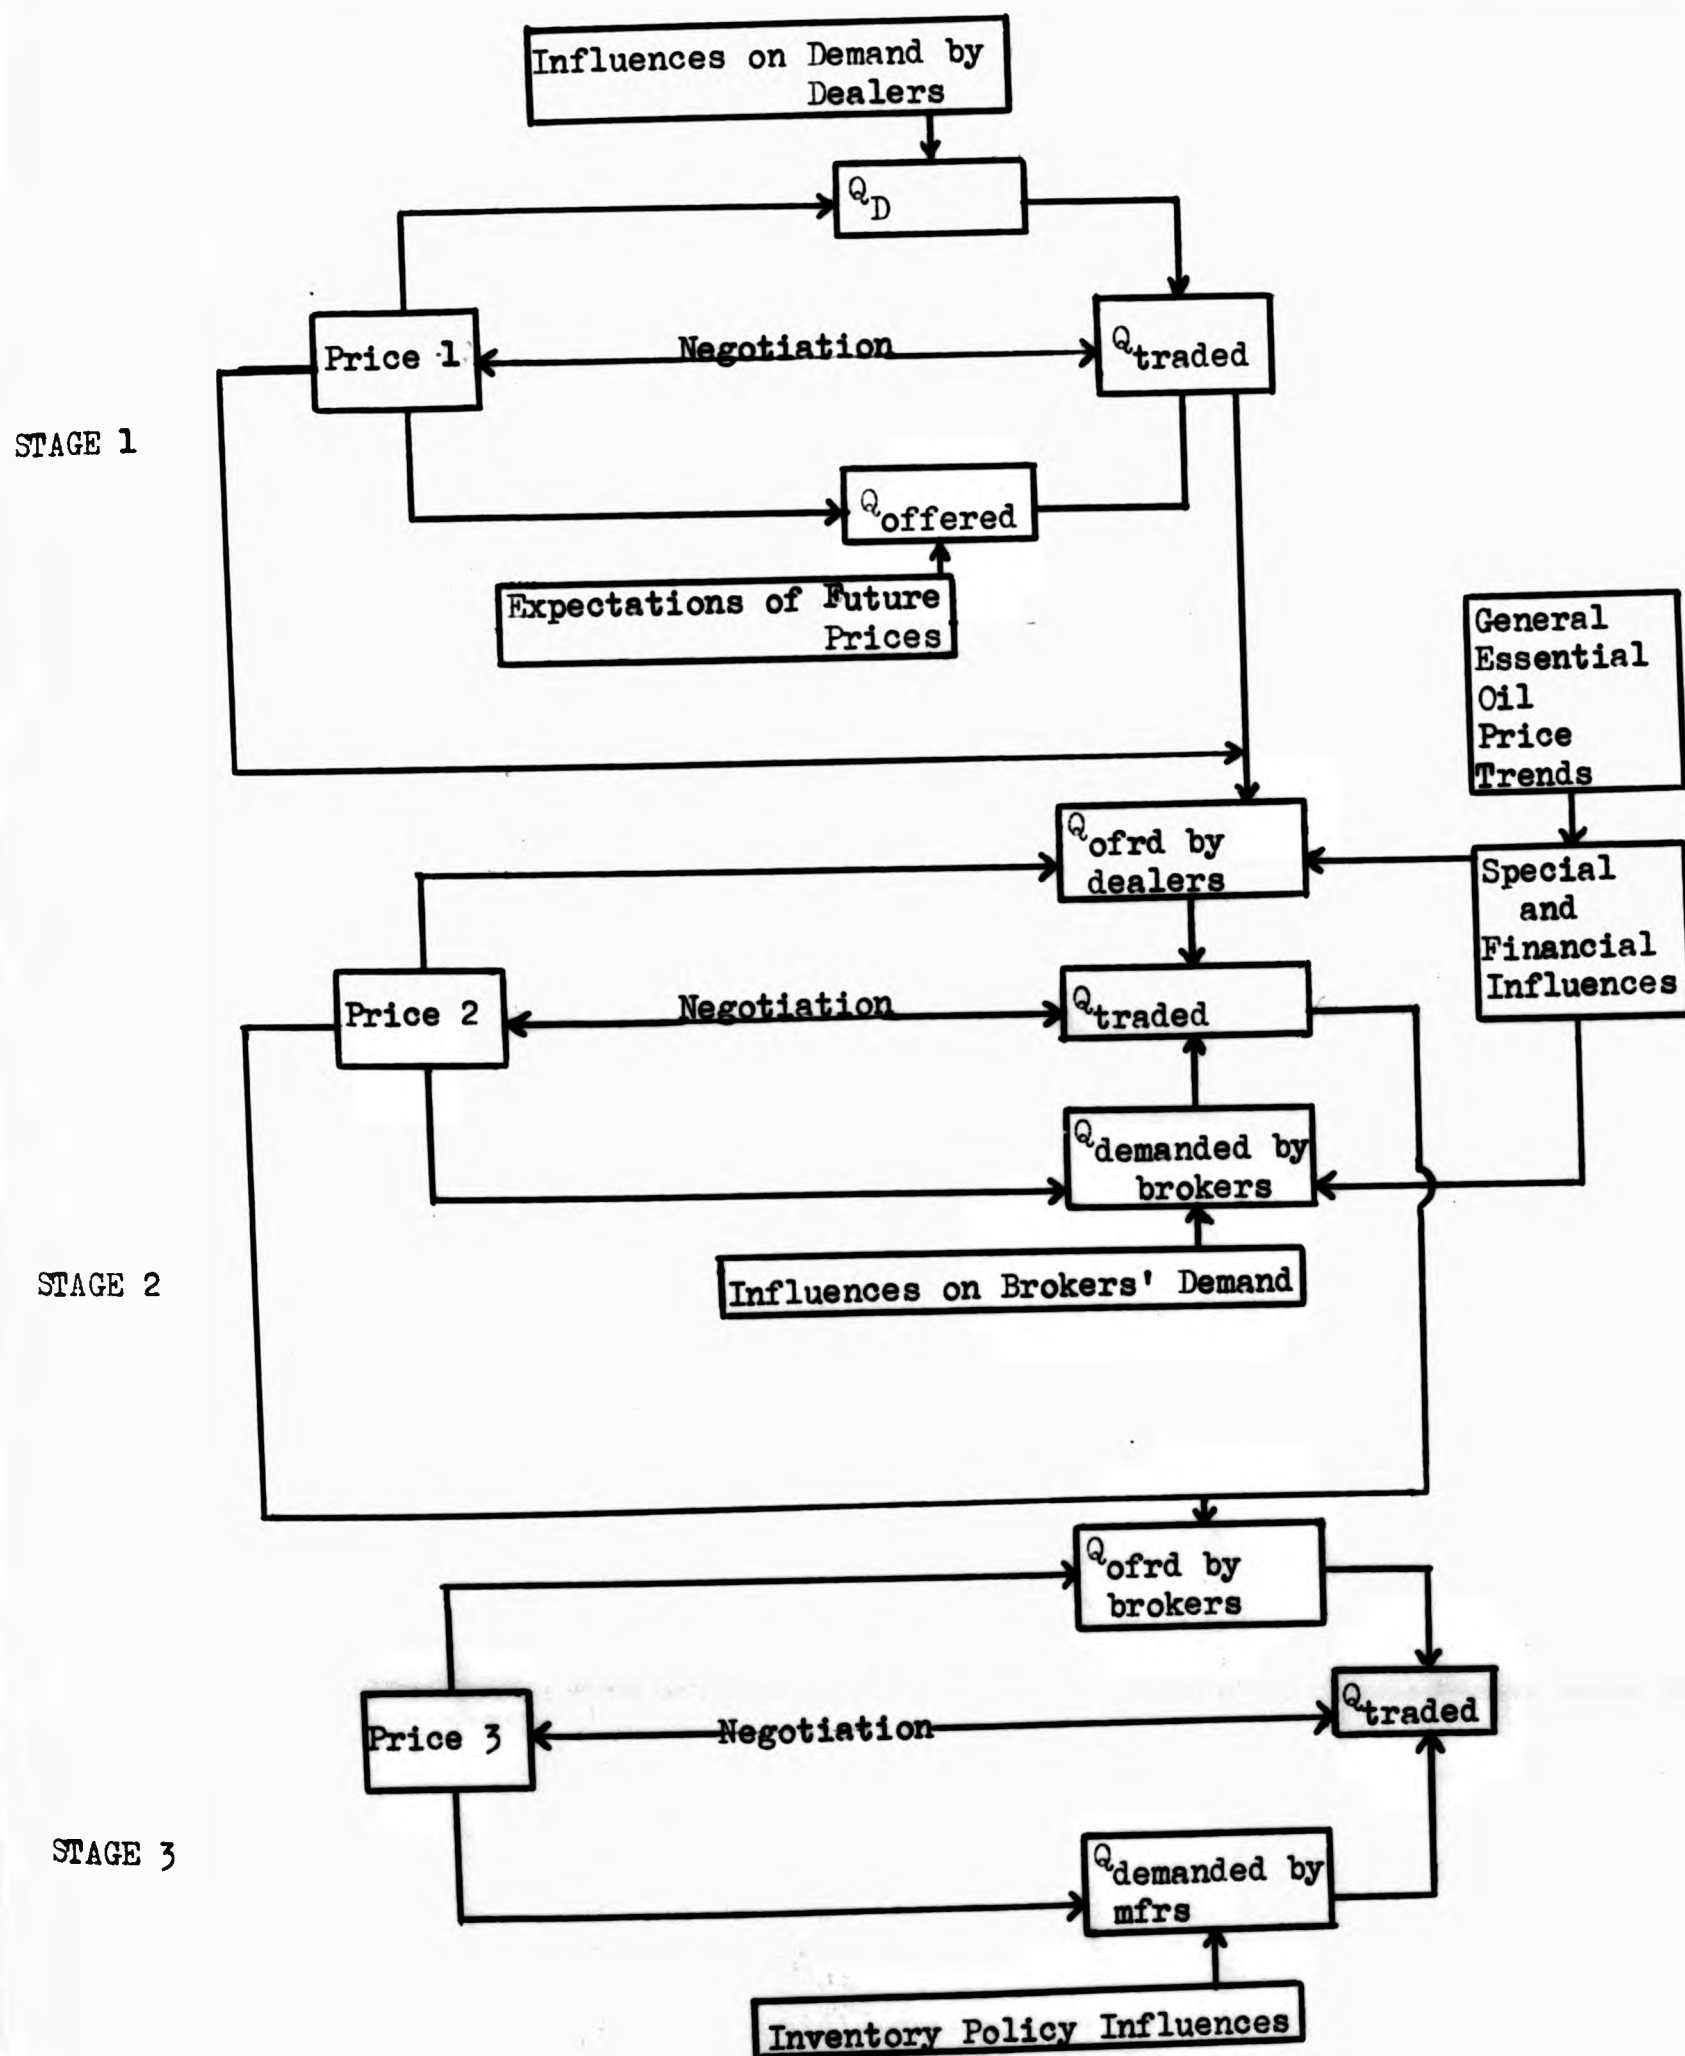 Influences on Demand by
Dealers
QD
Price 1
Negotiation
Qtraded
STAGE 1
Qoffered
Expectations of Future
Prices
General
Essential
Oil
Price
Trends
Qofrd by
dealers
Special
and
Financial
Influences
Price 2
Negotiation
Qtraded
Qdemanded by
brokers
STAGE 2
Influences on Brokers' Demand
Qofrd by
brokers
Price 3
Negotiation
Qtraded
STAGE 3
Qdemanded by
mfrs
Inventory Policy Influences